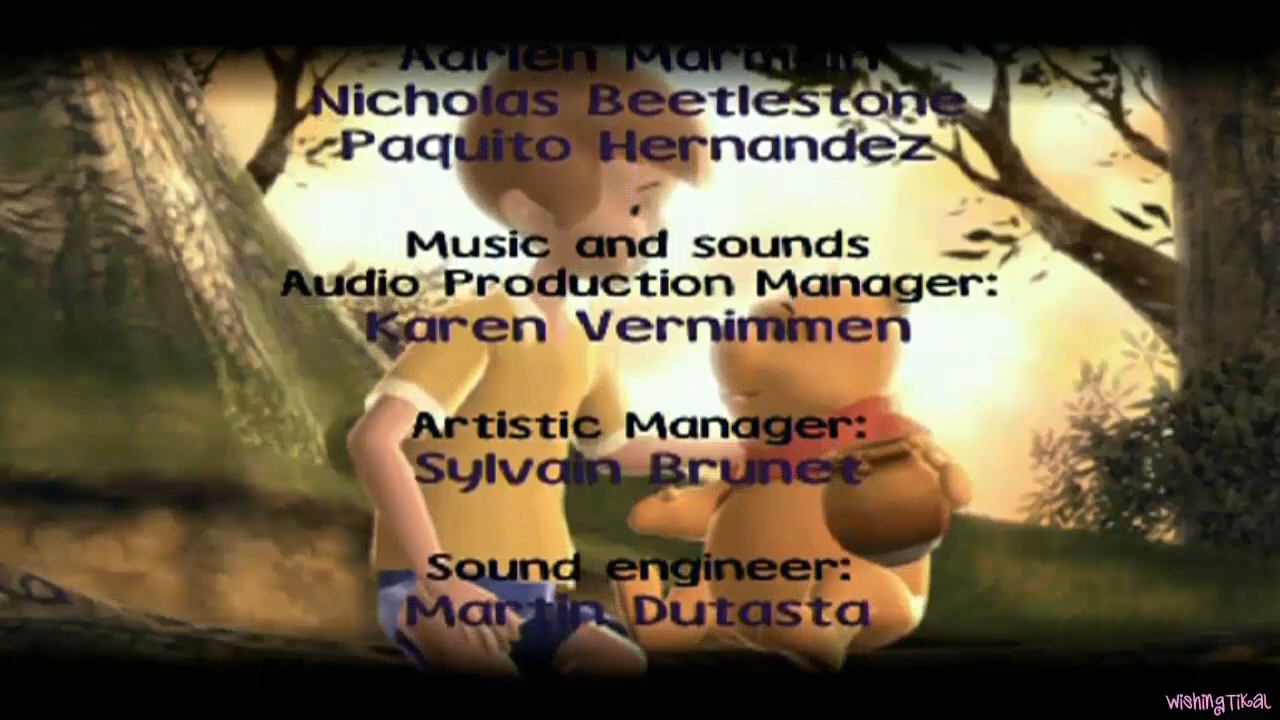 Adrien
Nicholas Beetlestone
Paquito Hernandez
Music and sounds
Audio Production Manager:
Karen Vernimmen
Artistic Manager:
Sylvain Brunet
Sound engineer:
Martin Dutasta
WishingTikal